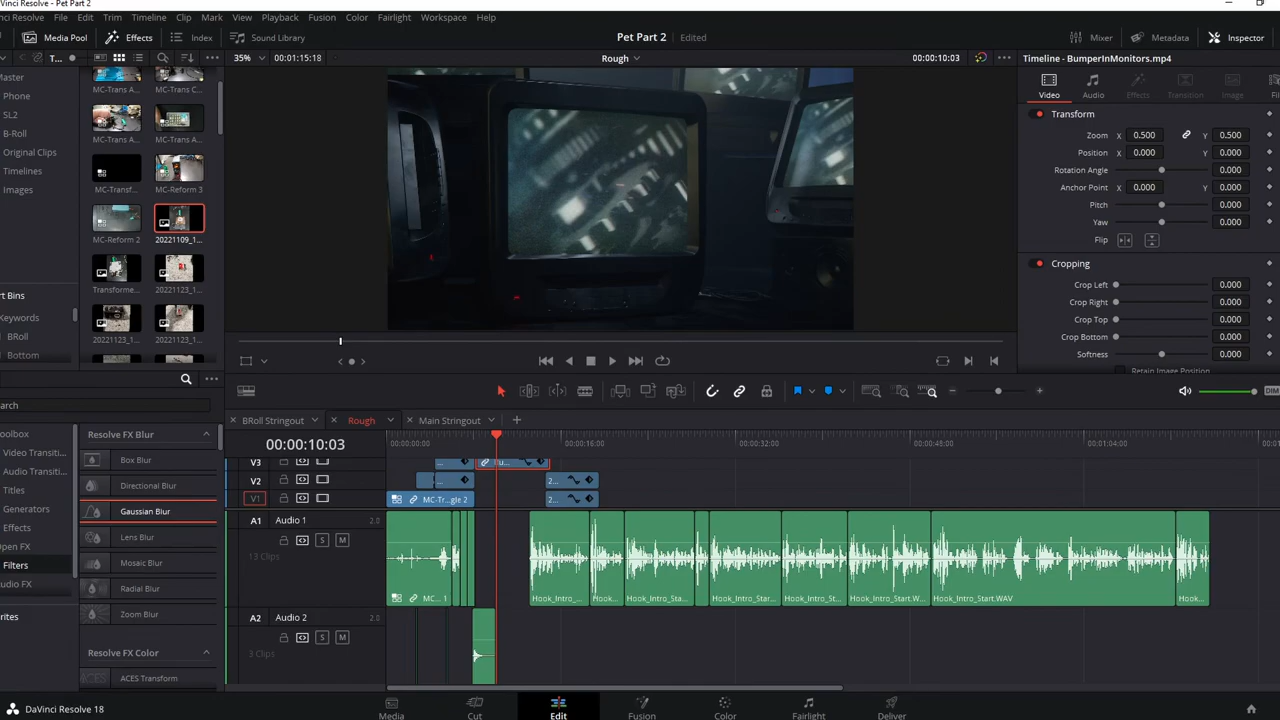 Vinci Resolve - Pet Part 2
nci Resolve File Edit Trim Timeline Clip Mark View Playback Fusion Color Fairlight Workspace Help
Media Pool Effects Index Sound Library Pet Part 2 Edited Mixer Metadata Inspector
T... 35% 00:01:15:18 Rough 00:00:10:03 Timeline - BumperInMonitors.mp4
Master
Phone
SL2
B-Roll
Original Clips
Timelines
Images
MC-Trans A... MC-Trans C...
MC-Trans A... MC-Trans A...
MC-Transf... MC-Reform 3
MC-Reform 2 20221109_1...
Transforme... 20221123_1...
20221123_1... 20221123_1...
art Bins
Keywords
BRoll
Bottom
Video Audio Effects Transition Image Fil
Transform
Zoom X 0.500 Y 0.500
Position X 0.000 Y 0.000
Rotation Angle 0.000
Anchor Point X 0.000 Y 0.000
Pitch 0.000
Yaw 0.000
Flip
Cropping
Crop Left 0.000
Crop Right 0.000
Crop Top 0.000
Crop Bottom 0.000
Softness 0.000
Retain Image Position
DIM
arch
oolbox
Video Transiti...
Audio Transiti...
Titles
Generators
Effects
Open FX
Filters
udio FX
rites
Resolve FX Blur
Box Blur
Directional Blur
Gaussian Blur
Lens Blur
Mosaic Blur
Radial Blur
Zoom Blur
Resolve FX Color
ACES Transform
BRoll Stringout Rough Main Stringout
00:00:10:03 00:00:00:00 00:00:16:00 00:00:32:00 00:00:48:00 00:01:04:00 00:01
V3 ...
V2 ... 2...
V1 MC-Tr...gle 2 2...
A1 Audio 1 2.0
S M
13 Clips
MC... 1 Hook_Intro_... Hook... Hook_Intro_Sta... Hook_Intro_Star... Hook_Intro_St... Hook_Intro_Start.W... Hook_Intro_Start.WAV Hook...
A2 Audio 2 2.0
S M
3 Clips
DaVinci Resolve 18 Media Cut Edit Fusion Color Fairlight Deliver